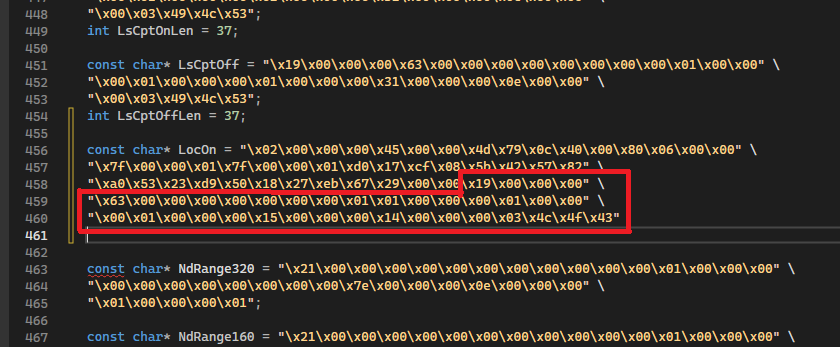 448 "\x00\x03\x49\x4c\x53";
449 int LsCptOnLen = 37;
450
451 const char* LsCptOff = "\x19\x00\x00\x00\x63\x00\x00\x00\x00\x00\x00\x00\x00\x01\x00\x00" \
452 "\x00\x01\x00\x00\x00\x01\x00\x00\x00\x31\x00\x00\x00\x0e\x00\x00" \
453 "\x00\x03\x49\x4c\x53";
454 int LsCptOffLen = 37;
455
456 const char* LocOn = "\x02\x00\x00\x00\x45\x00\x00\x4d\x79\x0c\x40\x00\x80\x06\x00\x00" \
457 "\x7f\x00\x00\x01\x7f\x00\x00\x01\xd0\x17\xcf\x08\x5b\x42\x57\x82" \
458 "\xa0\x53\x23\xd9\x50\x18\x27\xeb\x67\x29\x00\x00\x19\x00\x00\x00" \
459 "\x63\x00\x00\x00\x00\x00\x00\x00\x01\x01\x00\x00\x00\x01\x00\x00" \
460 "\x00\x01\x00\x00\x00\x15\x00\x00\x00\x14\x00\x00\x00\x03\x4c\x4f\x43"
461
462
463 const char* NdRange320 = "\x21\x00\x00\x00\x00\x00\x00\x00\x00\x00\x00\x00\x01\x00\x00\x00" \
464 "\x00\x00\x00\x00\x00\x00\x00\x00\x7e\x00\x00\x00\x0e\x00\x00\x00" \
465 "\x01\x00\x00\x00\x01";
466
467 const char* NdRange160 = "\x21\x00\x00\x00\x00\x00\x00\x00\x00\x00\x00\x00\x01\x00\x00\x00" \